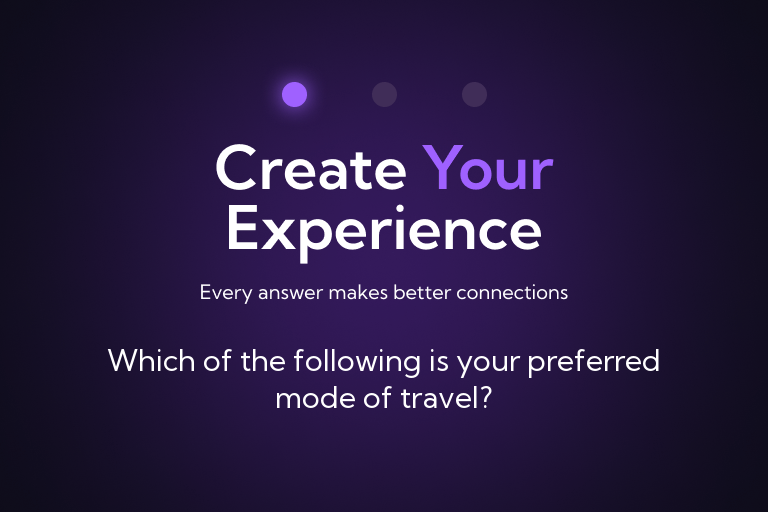 Create Your
Experience
Every answer makes better connections
Which of the following is your preferred
mode of travel?